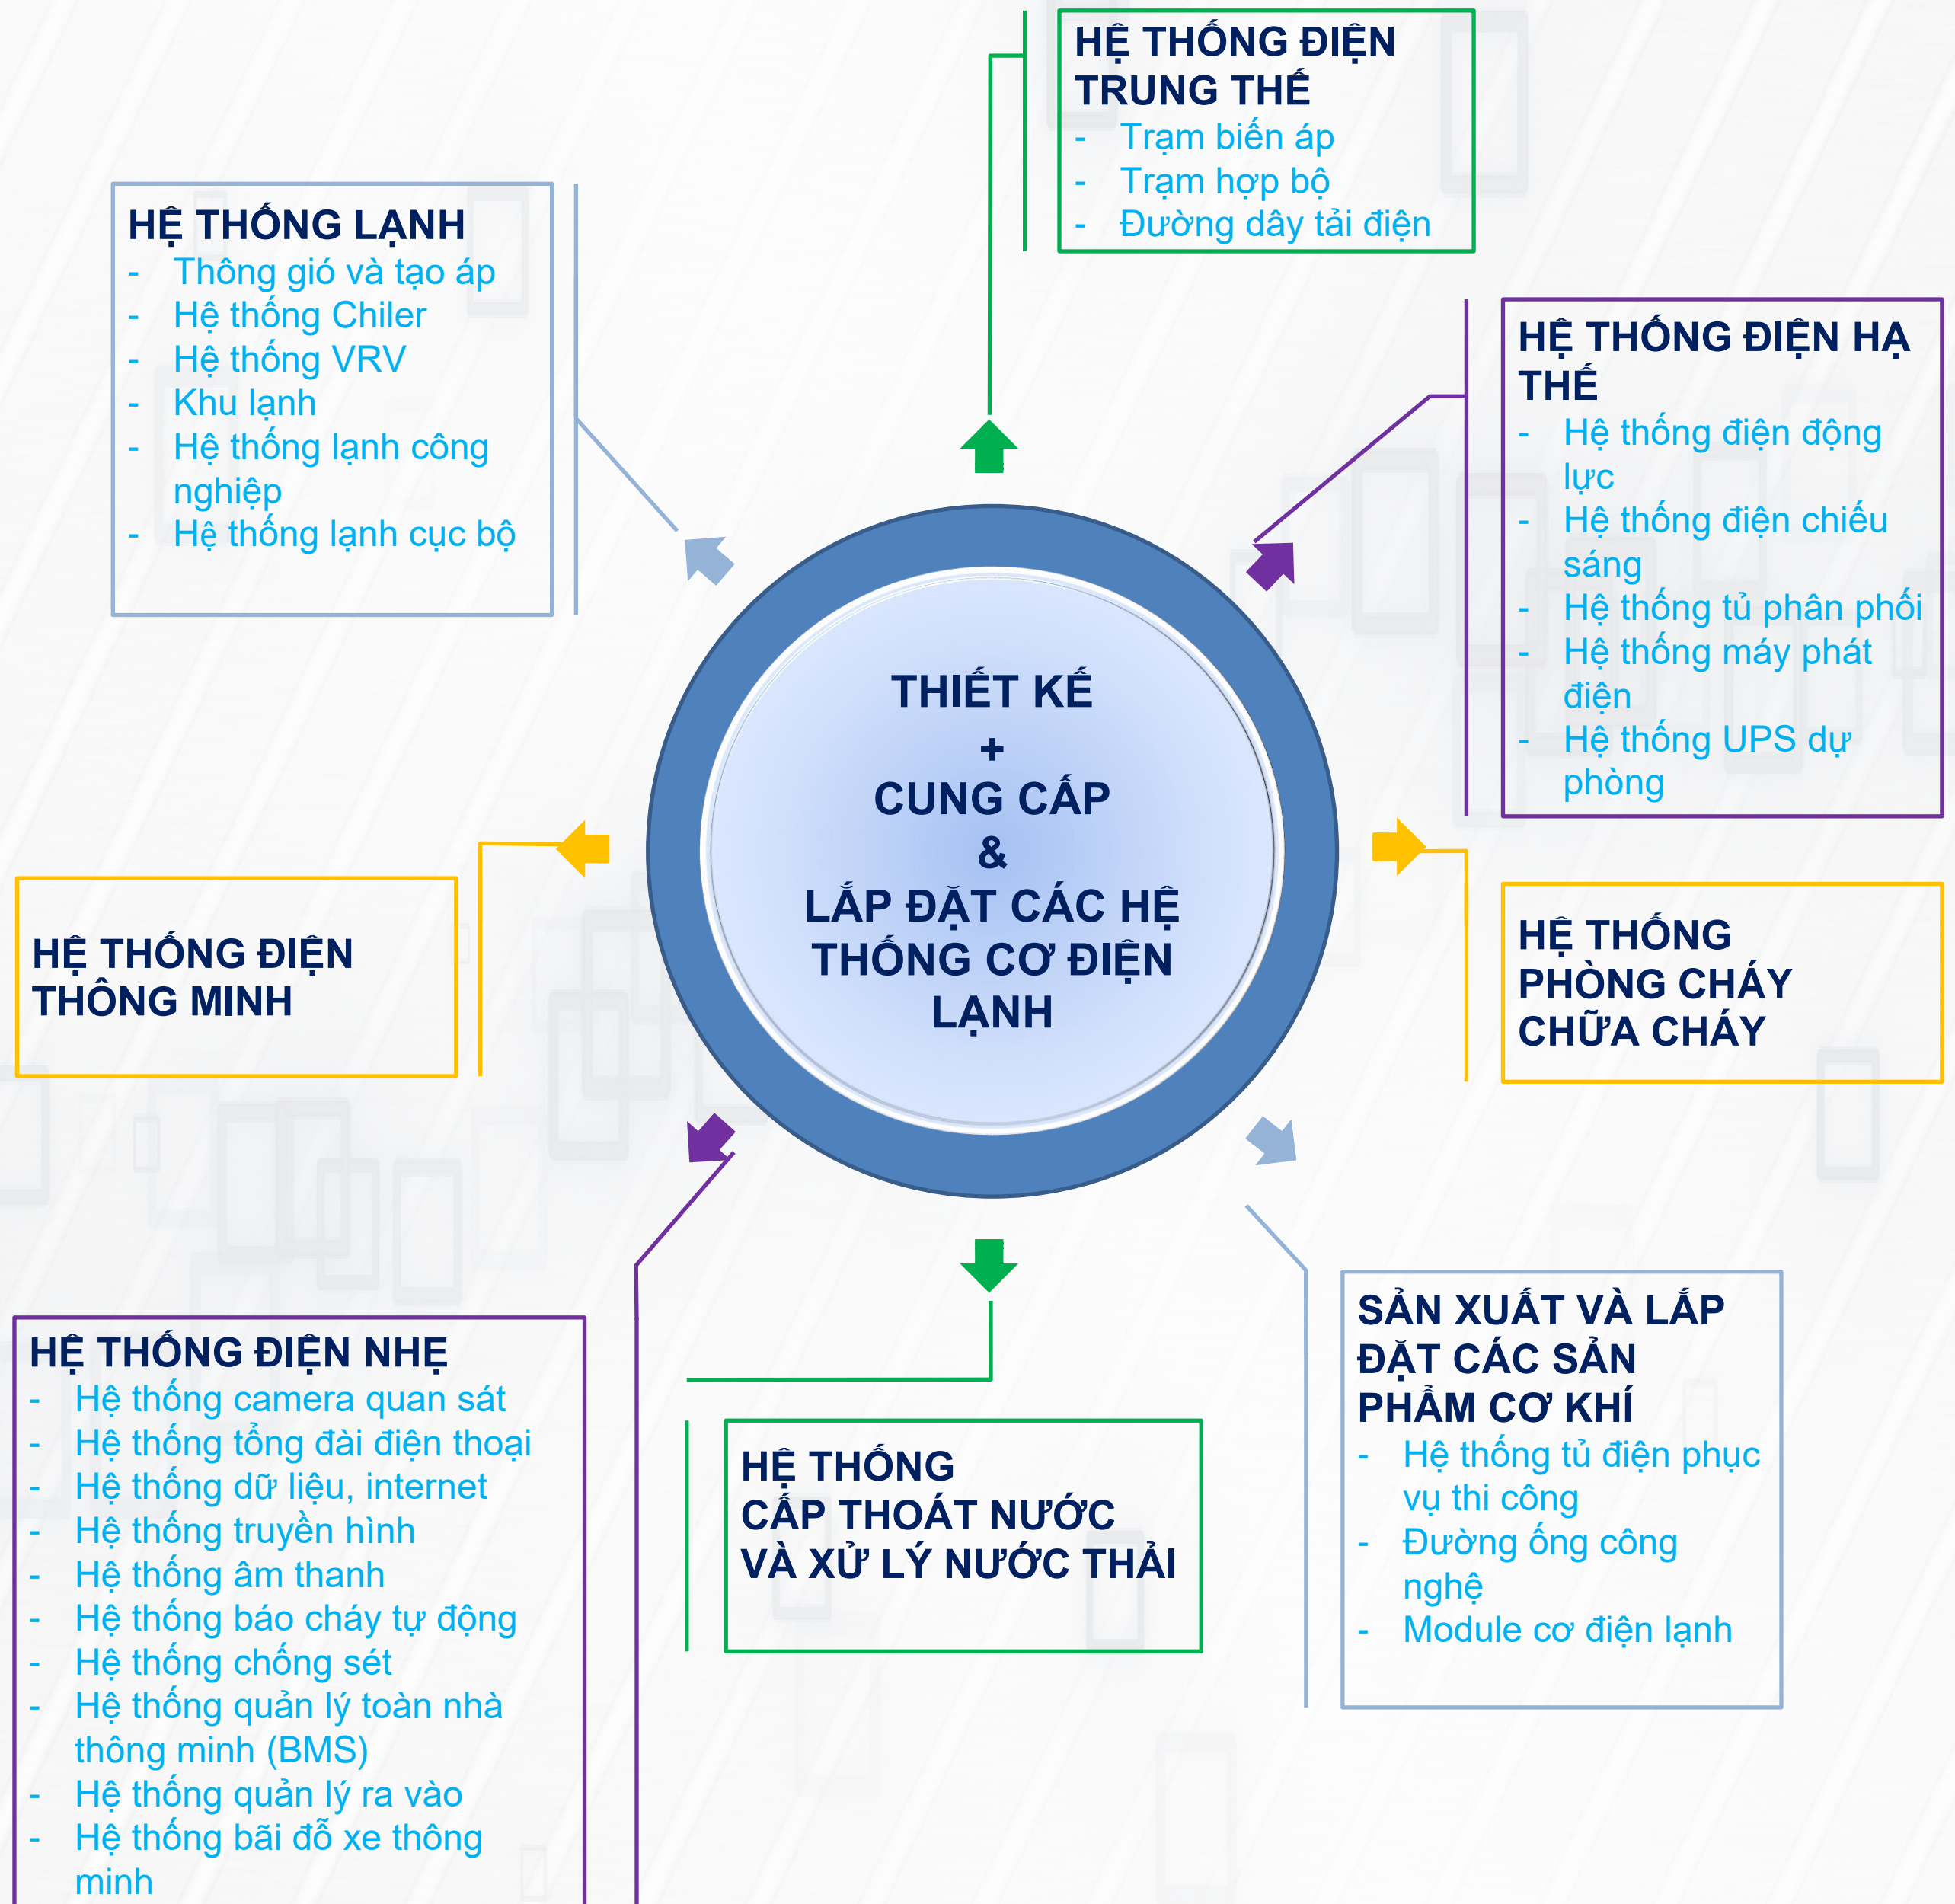 HỆ THỐNG ĐIỆN
TRUNG THẾ
- Trạm biến áp
- Trạm hợp bộ
- Đường dây tải điện
HỆ THỐNG LẠNH
- Thông gió và tạo áp
- Hệ thống Chiler
- Hệ thống VRV
- Khu lạnh
- Hệ thống lạnh công
nghiệp
- Hệ thống lạnh cục bộ
HỆ THỐNG ĐIỆN HẠ
THẾ
- Hệ thống điện động
lực
- Hệ thống điện chiếu
sáng
- Hệ thống tủ phân phối
- Hệ thống máy phát
điện
- Hệ thống UPS dự
phòng
THIẾT KẾ
+
CUNG CẤP
&
LẮP ĐẶT CÁC HỆ
THỐNG CƠ ĐIỆN
LẠNH
HỆ THỐNG ĐIỆN
THÔNG MINH
HỆ THỐNG
PHÒNG CHÁY
CHỮA CHÁY
HỆ THỐNG ĐIỆN NHẸ
- Hệ thống camera quan sát
- Hệ thống tổng đài điện thoại
- Hệ thống dữ liệu, internet
- Hệ thống truyền hình
- Hệ thống âm thanh
- Hệ thống báo cháy tự động
- Hệ thống chống sét
- Hệ thống quản lý toàn nhà
thông minh (BMS)
- Hệ thống quản lý ra vào
- Hệ thống bãi đỗ xe thông
minh
HỆ THỐNG
CẤP THOÁT NƯỚC
VÀ XỬ LÝ NƯỚC THẢI
SẢN XUẤT VÀ LẮP
ĐẶT CÁC SẢN
PHẨM CƠ KHÍ
- Hệ thống tủ điện phục
vụ thi công
- Đường ống công
nghệ
- Module cơ điện lạnh